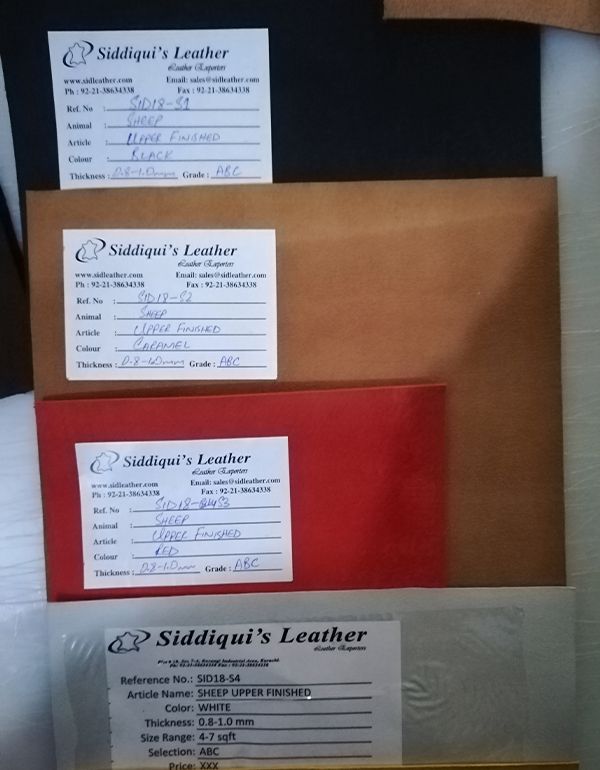 Siddiqui's Leather
Leather Exporters
www.sidleather.com Email: sales@sidleather.com
Ph : 92-21-38634338 Fax : 92-21-38634338
Ref. No : SID18-S1
Animal : SHEEP
Article : UPPER FINISHED
Colour : BLACK
Thickness : 0.8-1.0mm Grade : ABC
Siddiqui's Leather
Leather Exporters
www.sidleather.com Email: sales@sidleather.com
Ph : 92-21-38634338 Fax : 92-21-38634338
Ref. No : SID18-S2
Animal : SHEEP
Article : UPPER FINISHED
Colour : CARAMEL
Thickness : 0.8-1.0mm Grade : ABC
Siddiqui's Leather
Leather Exporters
www.sidleather.com Email: sales@sidleather.com
Ph : 92-21-38634338 Fax : 92-21-38634338
Ref. No : SID18-S3
Animal : SHEEP
Article : UPPER FINISHED
Colour : RED
Thickness : 0.8-1.0mm Grade : ABC
Siddiqui's Leather
Leather Exporters
Industrial Area, Karachi.
Reference No.: SID18-S4
Article Name: SHEEP UPPER FINISHED
Color: WHITE
Thickness: 0.8-1.0 mm
Size Range: 4-7 sqft
Selection: ABC
Price: XXX